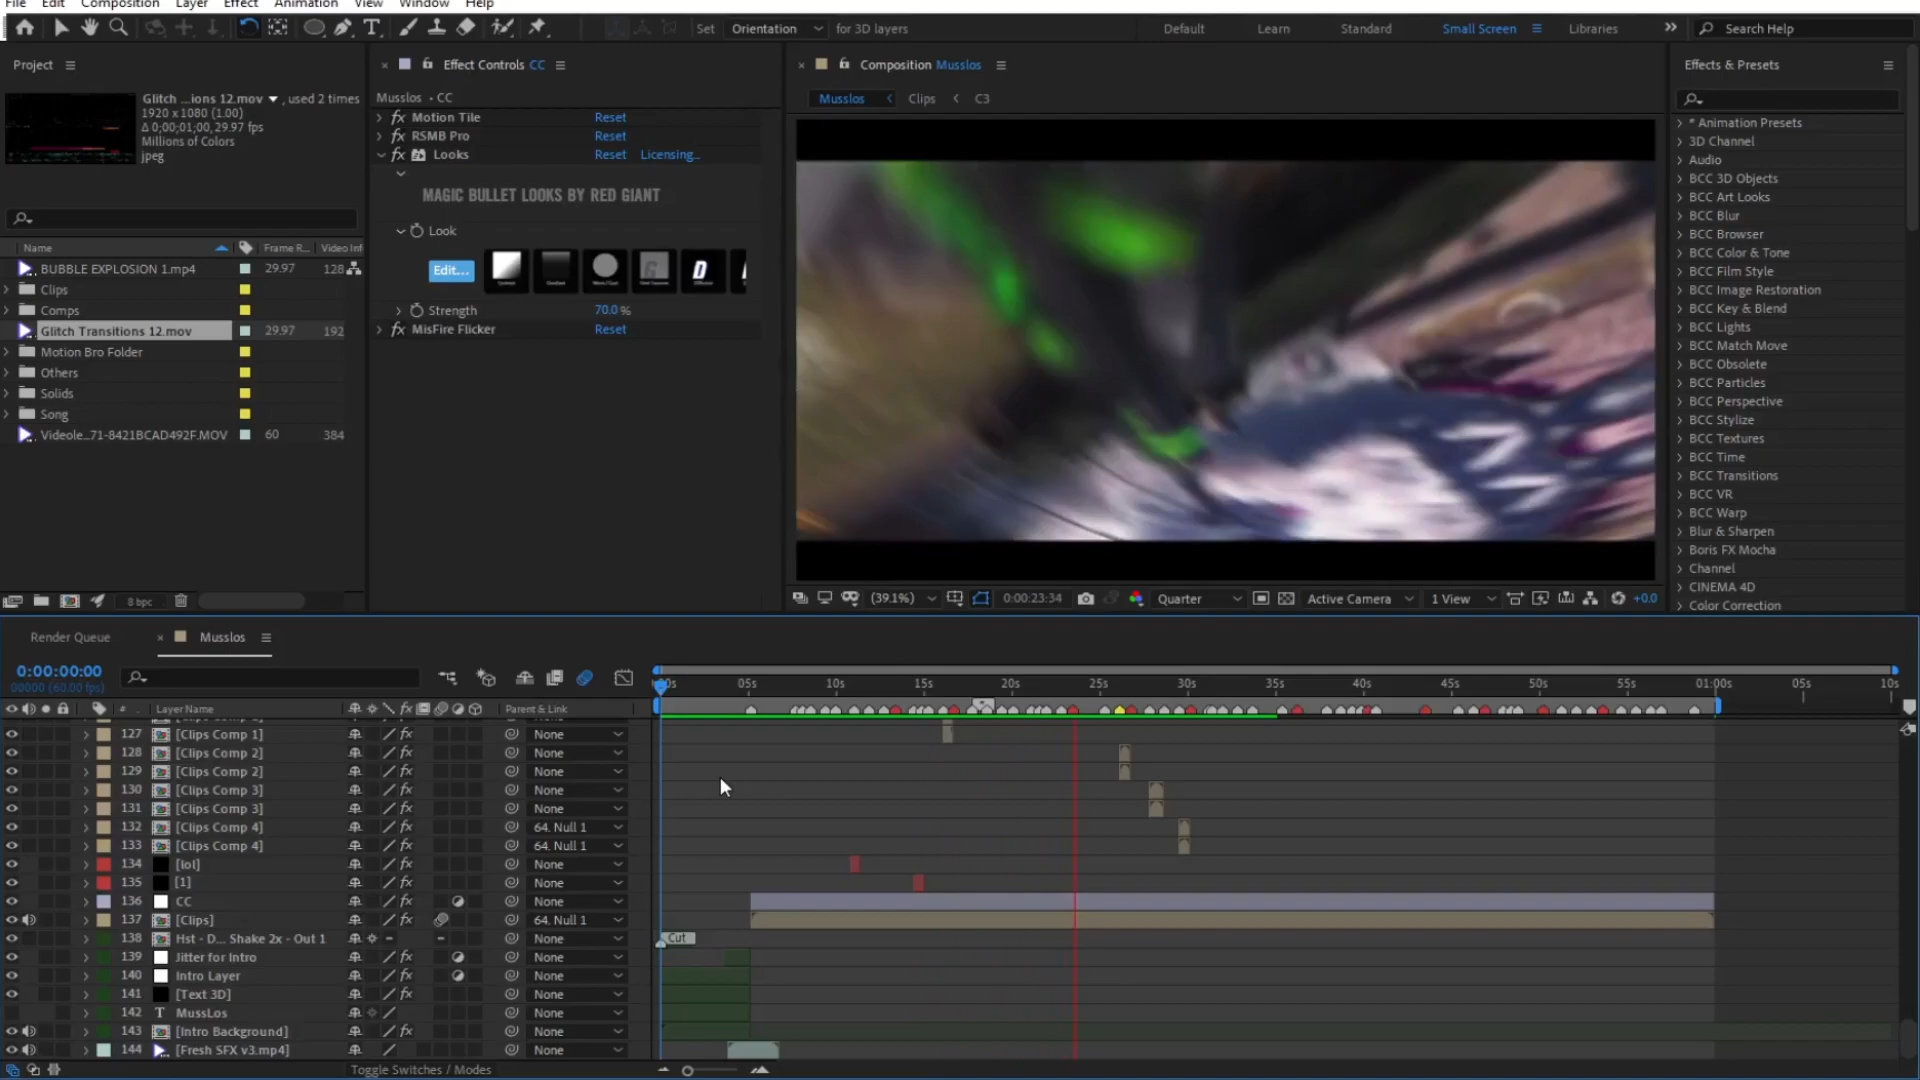 File Edit Composition Layer Effect Animation View Window Help
Set Orientation for 3D layers Default Learn Standard Small Screen Libraries Search Help
Project
Glitch ...ions 12.mov , used 2 times
1920 x 1080 (1.00)
Δ 0;00;01;00, 29.97 fps
Millions of Colors
jpeg
Name Frame R... Video Inf
BUBBLE EXPLOSION 1.mp4 29.97 128
Clips
Comps
Glitch Transitions 12.mov 29.97 192
Motion Bro Folder
Others
Solids
Song
Videole...71-8421BCAD492F.MOV 60 384
8 bpc
Effect Controls CC
Musslos • CC
Motion Tile Reset
RSMB Pro Reset
Looks Reset Licensing...
MAGIC BULLET LOOKS BY RED GIANT
Look
Edit...
Strength 70.0 %
MisFire Flicker Reset
Composition Musslos
Musslos Clips C3
(39.1%) 0:00:23:34 Quarter Active Camera 1 View +0.0
Effects & Presets
* Animation Presets
3D Channel
Audio
BCC 3D Objects
BCC Art Looks
BCC Blur
BCC Browser
BCC Color & Tone
BCC Film Style
BCC Image Restoration
BCC Key & Blend
BCC Lights
BCC Match Move
BCC Obsolete
BCC Particles
BCC Perspective
BCC Stylize
BCC Textures
BCC Time
BCC Transitions
BCC VR
BCC Warp
Blur & Sharpen
Boris FX Mocha
Channel
CINEMA 4D
Color Correction
Render Queue Musslos
0:00:00:00
00000 (60.00 fps)
05s 10s 15s 20s 25s 30s 35s 40s 45s 50s 55s 01:00s 05s 10s
# Layer Name Parent & Link
127 [Clips Comp 1] None
128 [Clips Comp 2] None
129 [Clips Comp 2] None
130 [Clips Comp 3] None
131 [Clips Comp 3] None
132 [Clips Comp 4] 64. Null 1
133 [Clips Comp 4] 64. Null 1
134 [lol] None
135 [1] None
136 CC None
137 [Clips] 64. Null 1
138 Hst - D... Shake 2x - Out 1 None Cut
139 Jitter for Intro None
140 Intro Layer None
141 [Text 3D] None
142 T MussLos None
143 [Intro Background] None
144 [Fresh SFX v3.mp4] None
Toggle Switches / Modes